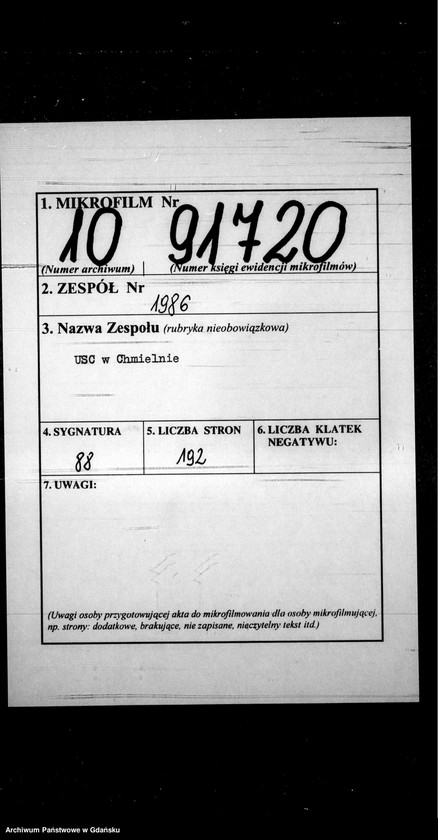 1. MIKROFILM Nr
10 91720
(Numer archiwum) (Numer księgi ewidencji mikrofilmów)
2. ZESPÓŁ Nr
1986
3. Nazwa Zespołu (rubryka nieobowiązkowa)
USC w Chmielnie
4. SYGNATURA 5. LICZBA STRON 6. LICZBA KLATEK
NEGATYWU:
88 192
7. UWAGI:
(Uwagi osoby przygotowującej akta do mikrofilmowania dla osoby mikrofilmującej,
np. strony: dodatkowe, brakujące, nie zapisane, nieczytelny tekst itd.)
Archiwum Państwowe w Gdańsku